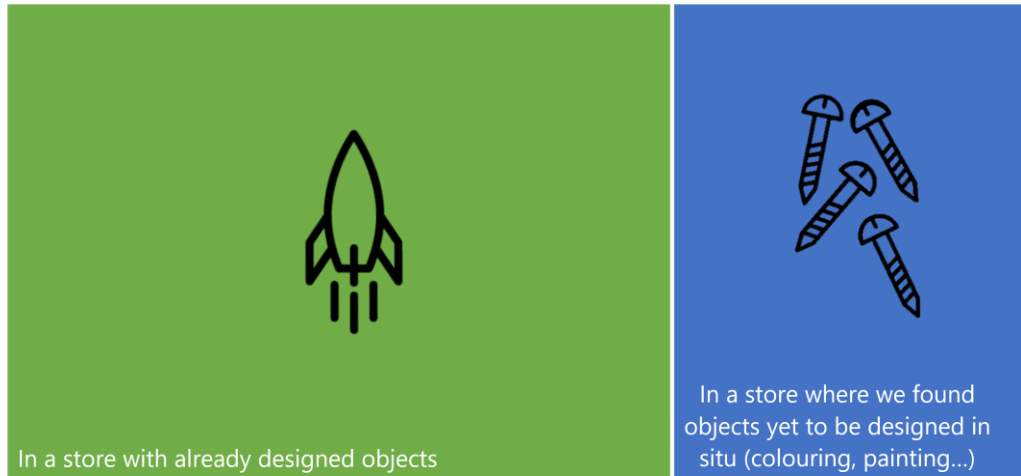 In a store with already designed objects
In a store where we found
objects yet to be designed in
situ (colouring, painting...)